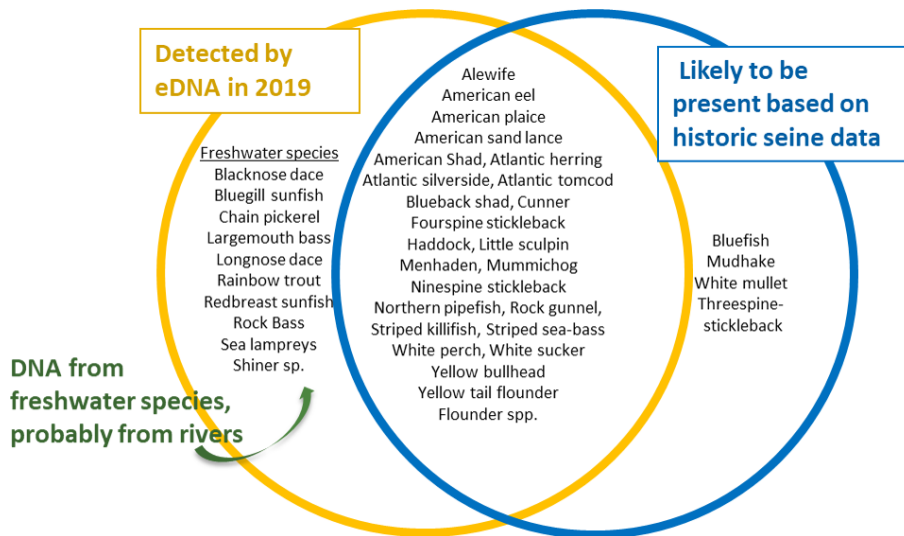 Detected by
eDNA in 2019
Freshwater species
Blacknose dace
Bluegill sunfish
Chain pickerel
Largemouth bass
Longnose dace
Rainbow trout
Redbreast sunfish
Rock Bass
Sea lampreys
Shiner sp.
DNA from
freshwater species,
probably from rivers
Alewife
American eel
American plaice
American sand lance
American Shad, Atlantic herring
Atlantic silverside, Atlantic tomcod
Blueback shad, Cunner
Fourspine stickleback
Haddock, Little sculpin
Menhaden, Mummichog
Ninespine stickleback
Northern pipefish, Rock gunnel,
Striped killifish, Striped sea-bass
White perch, White sucker
Yellow bullhead
Yellow tail flounder
Flounder spp.
Likely to be
present based on
historic seine data
Bluefish
Mudhake
White mullet
Threespine-
stickleback